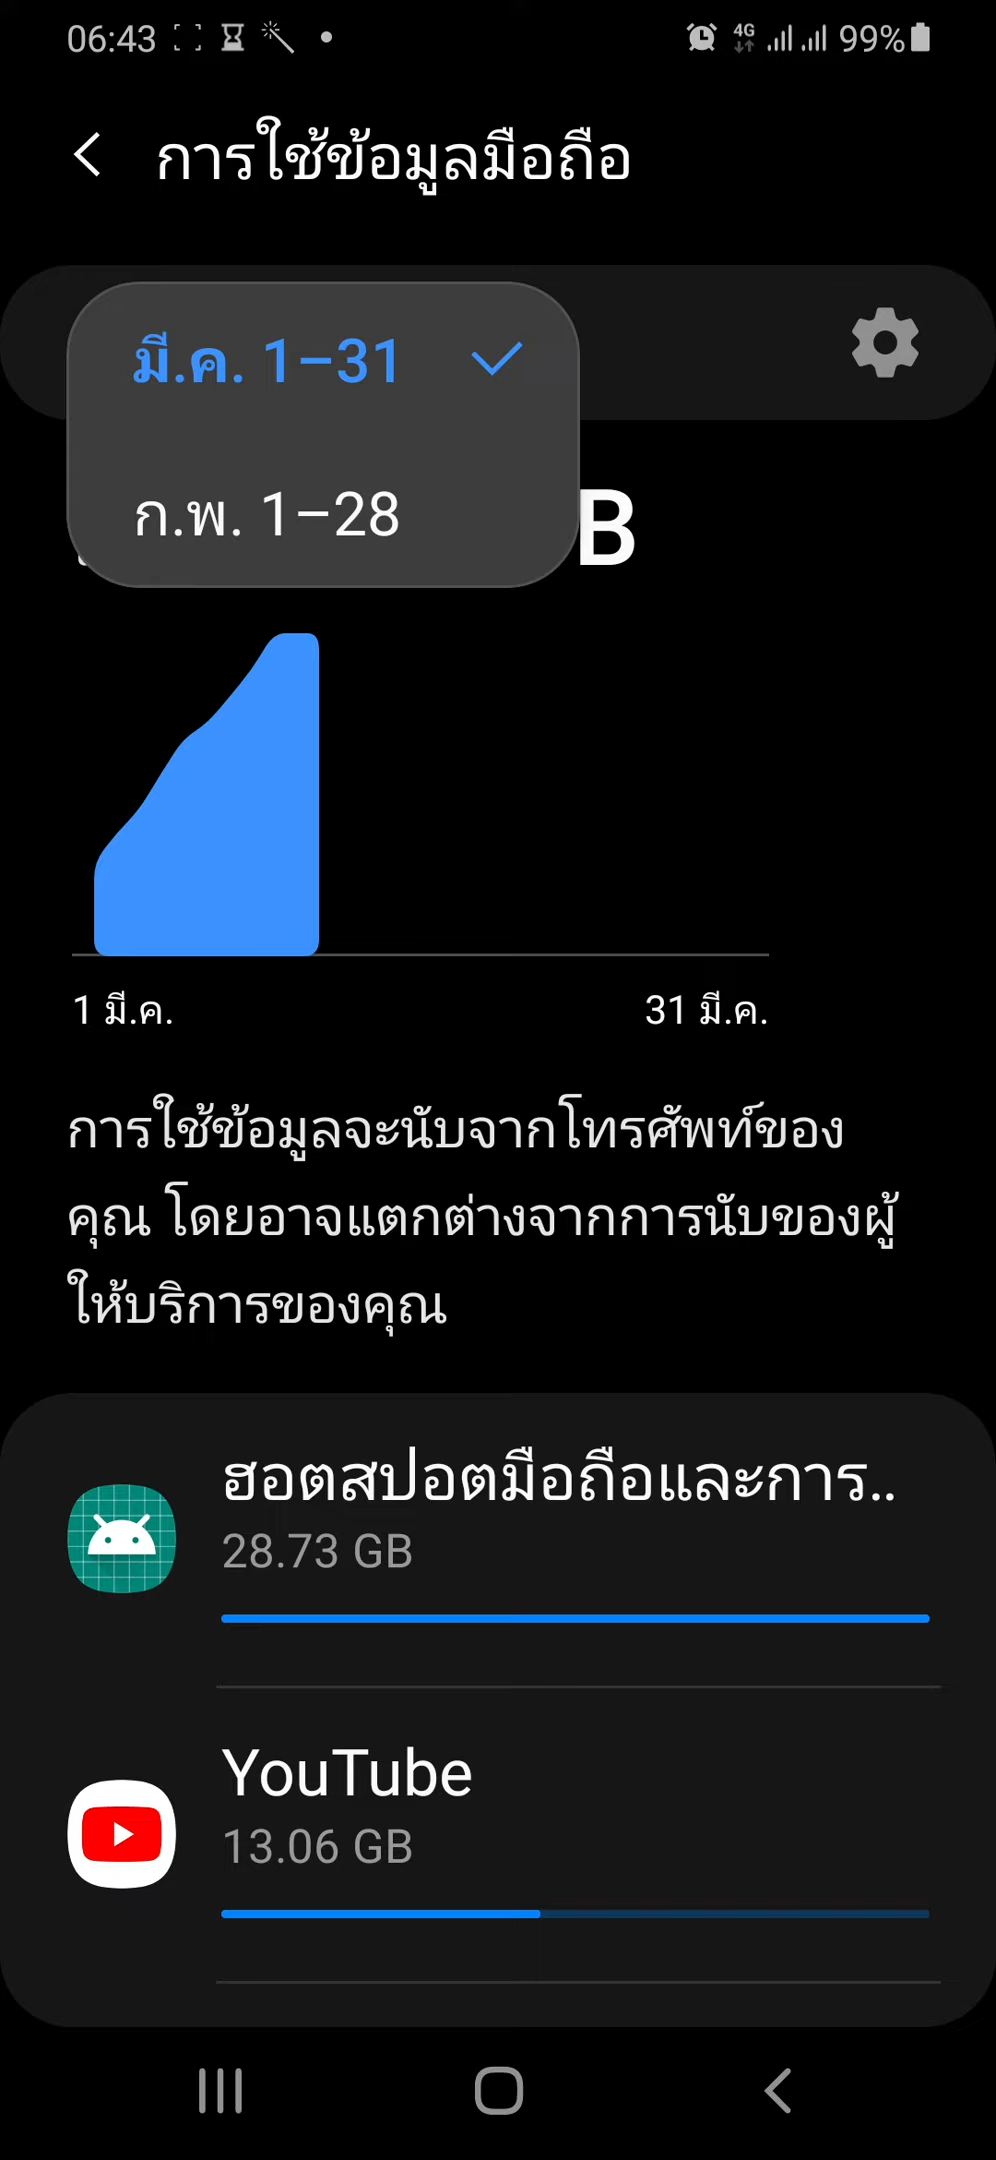 06:43
4G
99%
การใช้ข้อมูลมือถือ
มี.ค. 1–31
ก.พ. 1–28
B
1 มี.ค.
31 มี.ค.
การใช้ข้อมูลจะนับจากโทรศัพท์ของ
คุณ โดยอาจแตกต่างจากการนับของผู้
ให้บริการของคุณ
ฮอตสปอตมือถือและการ..
28.73 GB
YouTube
13.06 GB